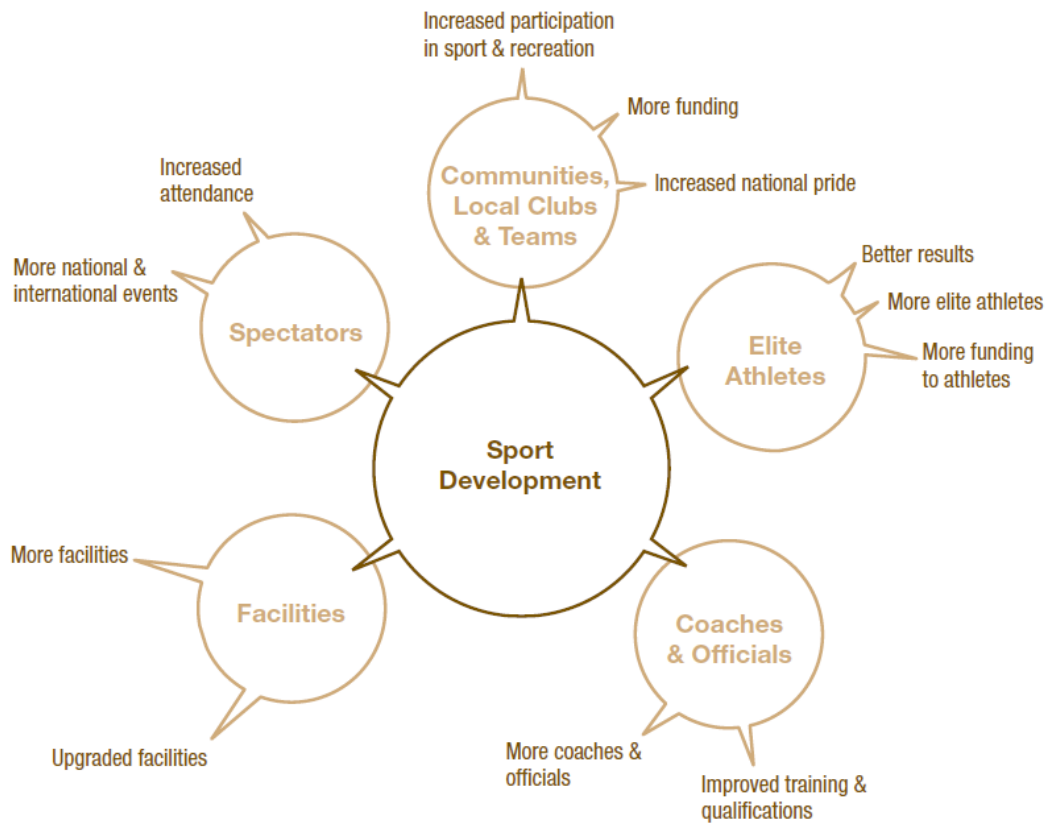 Increased participation
in sport & recreation
More funding
Communities,
Local Clubs
& Teams
Increased national pride
Increased
attendance
More national &
international events
Spectators
Better results
More elite athletes
More funding
to athletes
Elite
Athletes
Sport
Development
More facilities
Facilities
Upgraded facilities
Coaches
& Officials
More coaches &
officials
Improved training &
qualifications